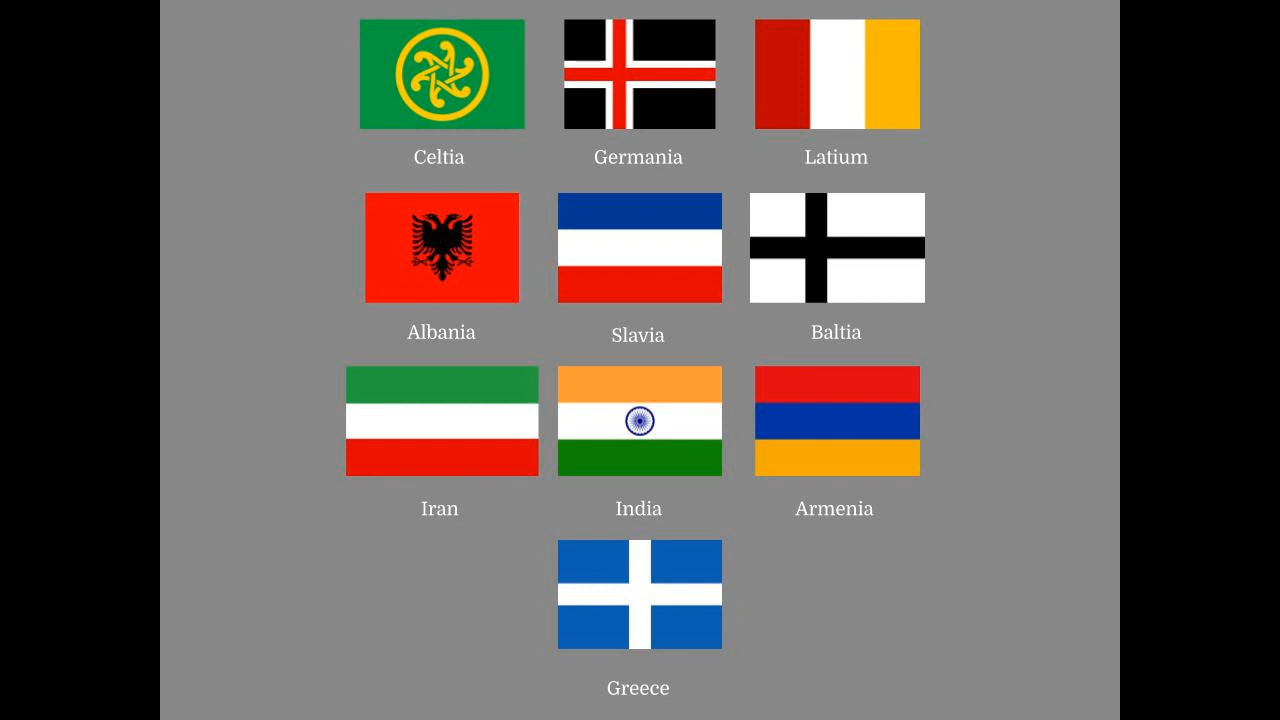 Celtia
Germania
Latium
Albania
Slavia
Baltia
Iran
India
Armenia
Greece